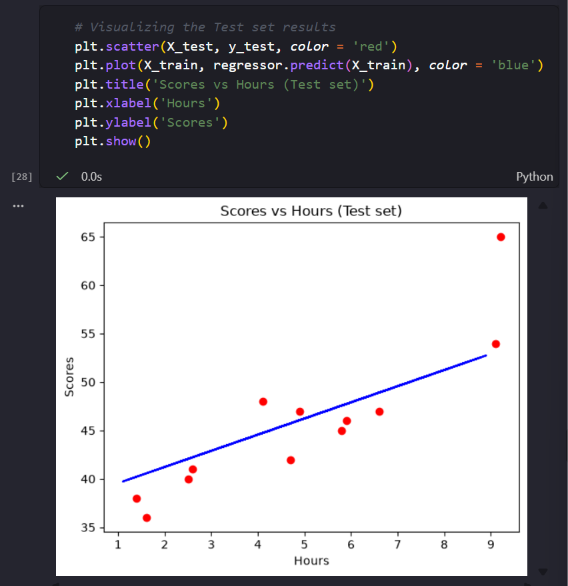 # Visualizing the Test set results
plt.scatter(X_test, y_test, color = 'red')
plt.plot(X_train, regressor.predict(X_train), color = 'blue')
plt.title('Scores vs Hours (Test set)')
plt.xlabel('Hours')
plt.ylabel('Scores')
plt.show()
[28] 0.0s Python
Scores vs Hours (Test set)
65
60
55
50
45
40
35
Scores
1 2 3 4 5 6 7 8 9
Hours